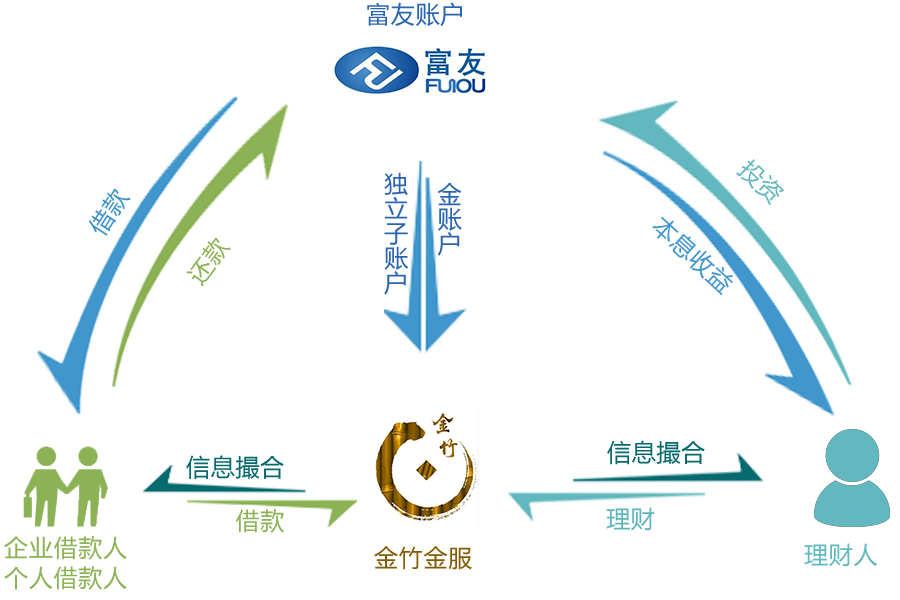 富友账户
富友
FUIOU
借款
还款
独立子账户
金账户
投资
本息收益
信息撮合
借款
金竹
金竹金服
信息撮合
理财
企业借款人
个人借款人
理财人